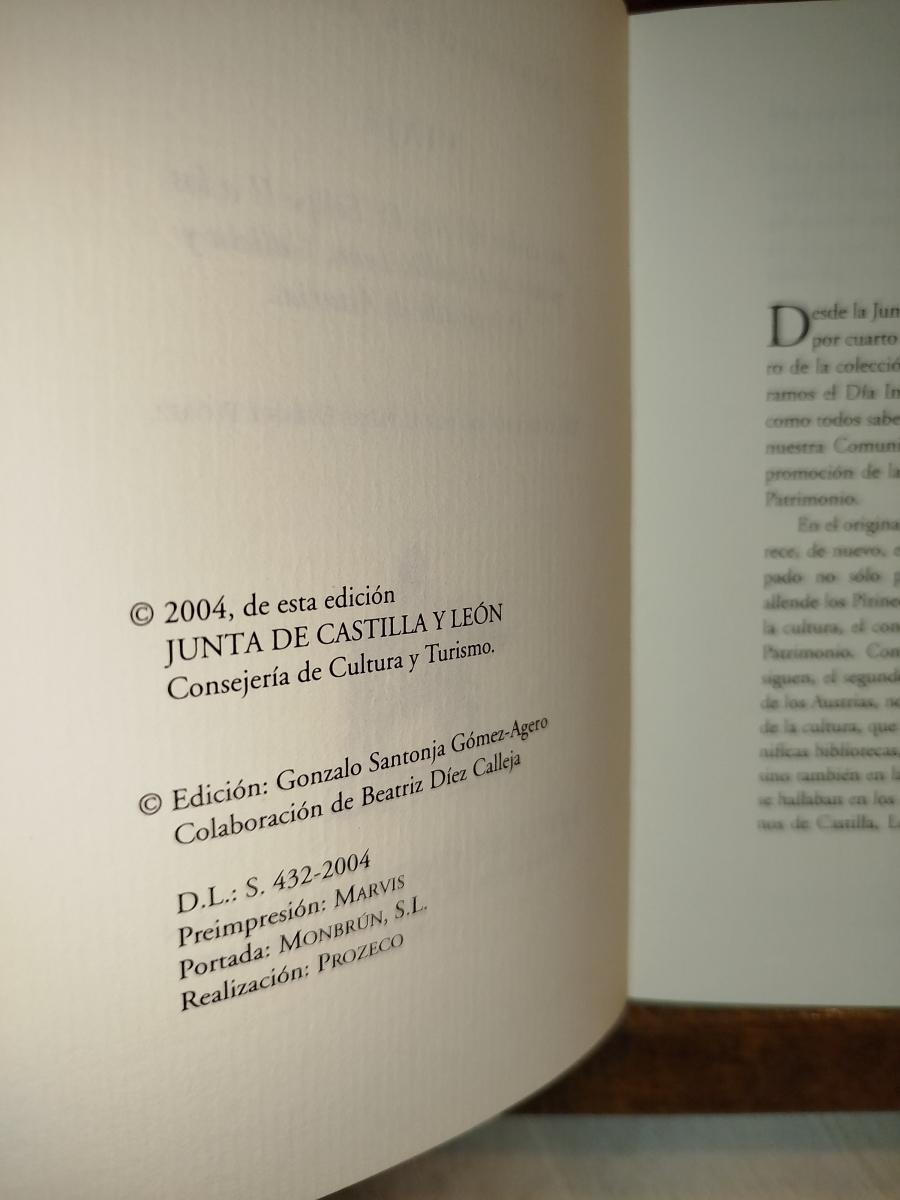 © 2004, de esta edición
JUNTA DE CASTILLA Y LEÓN
Consejería de Cultura y Turismo.
© Edición: Gonzalo Santonja Gómez-Agero
Colaboración de Beatriz Díez Calleja
D.L.: S. 432-2004
Preimpresión: MARVIS
Portada: MONBRÚN, S.L.
Realización: PROZECO
Desde la Jun
por cuarto
ro de la colecció
ramos el Día In
como todos sabe
nuestra Comuni
promoción de la
Patrimonio.
En el origina
rece, de nuevo,
pado no sólo p
allende los Pirine
la cultura, el con
Patrimonio. Con
siguen, el segund
de los Austrias, no
de la cultura, que
níficas bibliotecas,
sino también en l
se hallaban en los
nos de Castilla, L